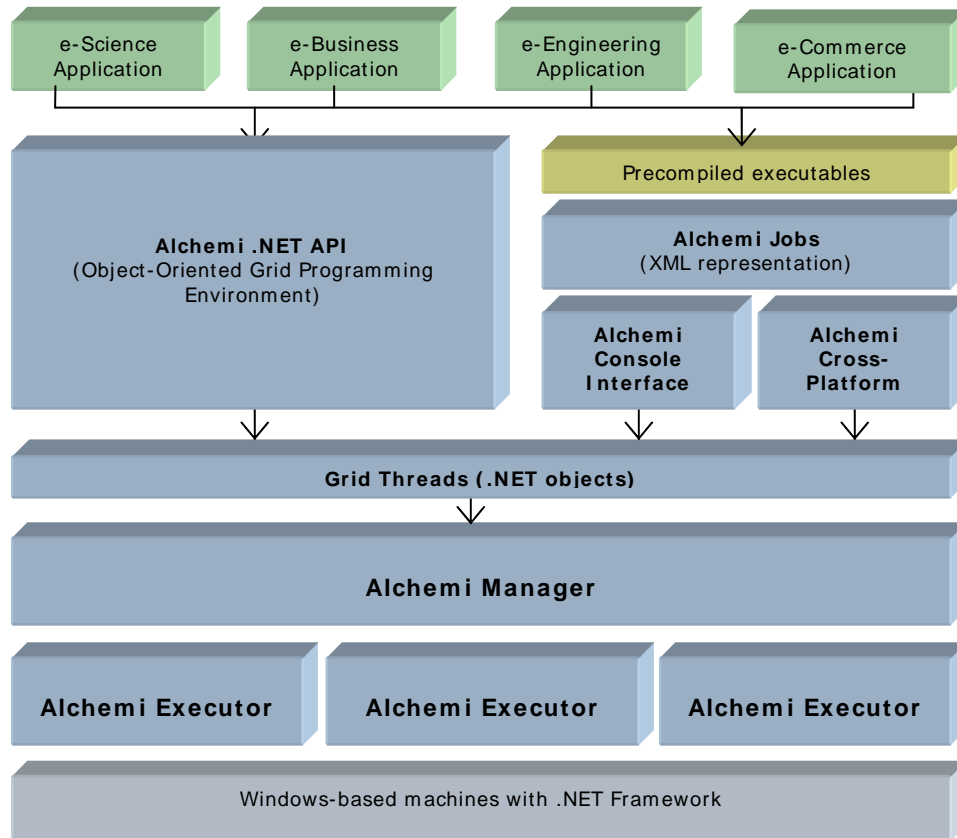 e-Science
Application
e-Business
Application
e-Engineering
Application
e-Commerce
Application
Alchemi .NET API
(Object-Oriented Grid Programming
Environment)
Precompiled executables
Alchemi Jobs
(XML representation)
Alchemi
Console
Interface
Alchemi
Cross-
Platform
Grid Threads (.NET objects)
Alchemi Manager
Alchemi Executor
Alchemi Executor
Alchemi Executor
Windows-based machines with .NET Framework